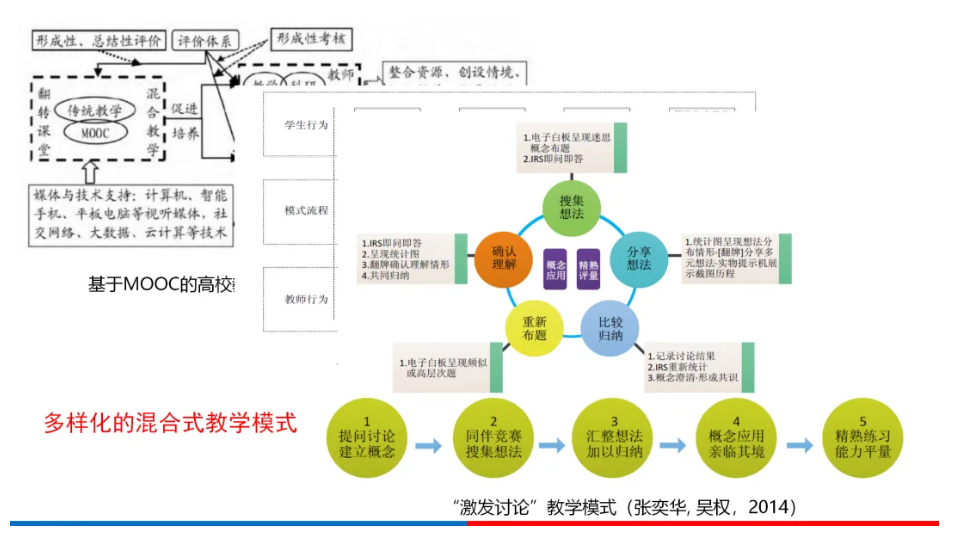 形成性、总结性评价
评价体系
形成性考核
教师
整合资源、创设情境、
翻转课堂
传统教学
MOOC
混合教学
促进
培养
媒体与技术支持：计算机、智能
手机、平板电脑等视听媒体，社
交网络、大数据、云计算等技术
基于MOOC的高校
学生行为
模式流程
教师行为
1.电子白板呈现迷思
概念布题
2.IRS即问即答
搜集
想法
1.IRS即问即答
2.呈现统计图
3.翻牌确认理解情形
4.共同归纳
确认
理解
概念
应用
精熟
评量
分享
想法
1.统计图呈现想法分
布情形·[翻牌]分享多
元想法·实物提示机展
示截图历程
重新
布题
比较
归纳
1.电子白板呈现频似
或高层次题
1.记录讨论结果
2.IRS重新统计
3.概念澄清·形成共识
多样化的混合式教学模式
1
提问讨论
建立概念
2
同伴竞赛
搜集想法
3
汇整想法
加以归纳
4
概念应用
亲临其境
5
精熟练习
能力平量
“激发讨论”教学模式（张奕华, 吴权，2014）